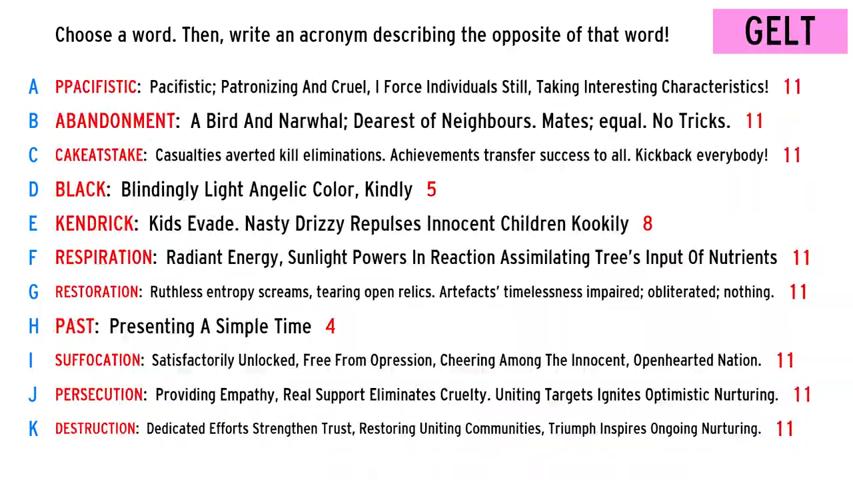 Choose a word. Then, write an acronym describing the opposite of that word!
GELT
A PPACIFISTIC: Pacifistic; Patronizing And Cruel, I Force Individuals Still, Taking Interesting Characteristics! 11
B ABANDONMENT: A Bird And Narwhal; Dearest of Neighbours. Mates; equal. No Tricks. 11
C CAKEATSTAKE: Casualties averted kill eliminations. Achievements transfer success to all. Kickback everybody! 11
D BLACK: Blindingly Light Angelic Color, Kindly 5
E KENDRICK: Kids Evade. Nasty Drizzy Repulses Innocent Children Kookily 8
F RESPIRATION: Radiant Energy, Sunlight Powers In Reaction Assimilating Tree's Input Of Nutrients 11
G RESTORATION: Ruthless entropy screams, tearing open relics. Artefacts' timelessness impaired; obliterated; nothing. 11
H PAST: Presenting A Simple Time 4
I SUFFOCATION: Satisfactorily Unlocked, Free From Opression, Cheering Among The Innocent, Openhearted Nation. 11
J PERSECUTION: Providing Empathy, Real Support Eliminates Cruelty. Uniting Targets Ignites Optimistic Nurturing. 11
K DESTRUCTION: Dedicated Efforts Strengthen Trust, Restoring Uniting Communities, Triumph Inspires Ongoing Nurturing. 11